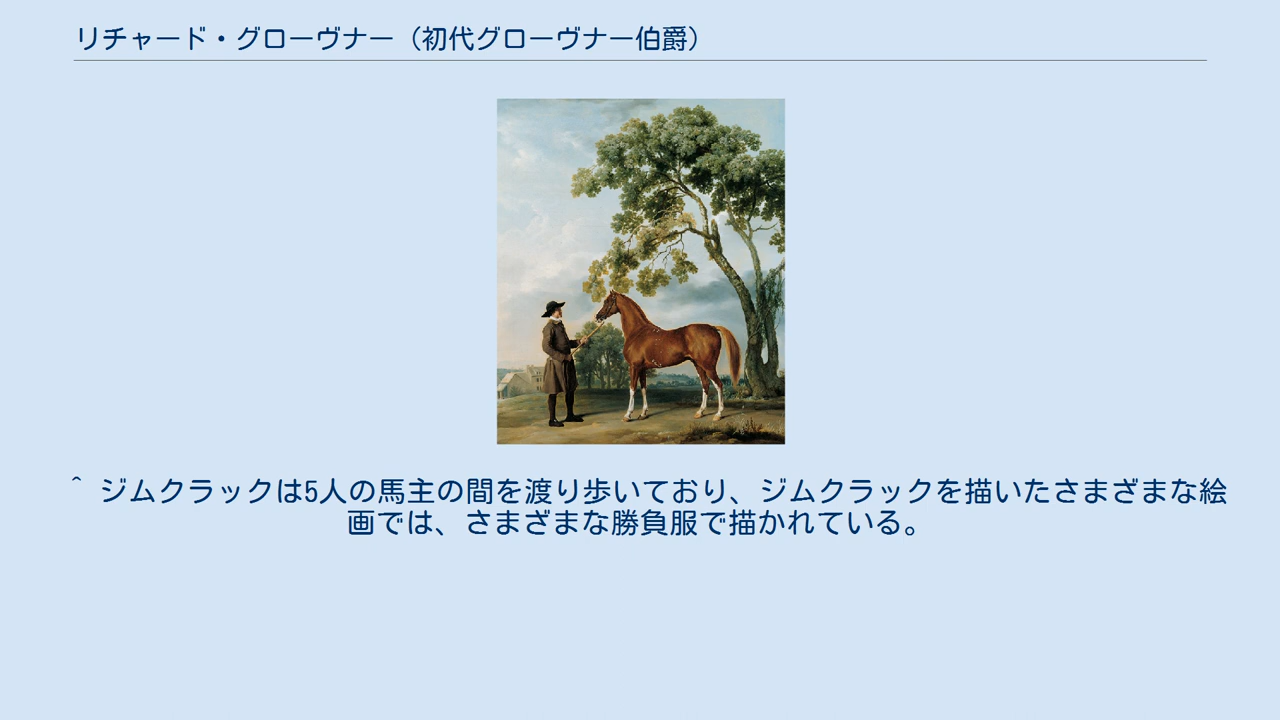 リチャード・グローヴナー（初代グローヴナー伯爵）
^ ジムクラックは5人の馬主の間を渡り歩いており、ジムクラックを描いたさまざまな絵
画では、さまざまな勝負服で描かれている。